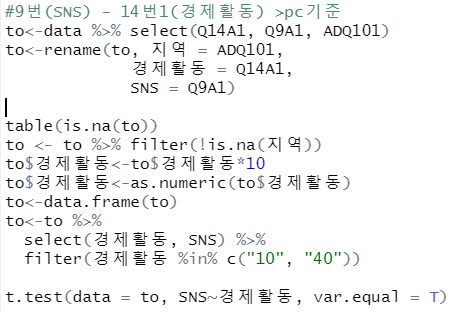 #9번(SNS) - 14번1(경제활동) >pc기준
to<-data %>% select(Q14A1, Q9A1, ADQ101)
to<-rename(to, 지역 = ADQ101,
경제활동 = Q14A1,
SNS = Q9A1)
table(is.na(to))
to <- to %>% filter(!is.na(지역))
to$경제활동<-to$경제활동*10
to$경제활동<-as.numeric(to$경제활동)
to<-data.frame(to)
to<-to %>%
select(경제활동, SNS) %>%
filter(경제활동 %in% c("10", "40"))
t.test(data = to, SNS~경제활동, var.equal = T)